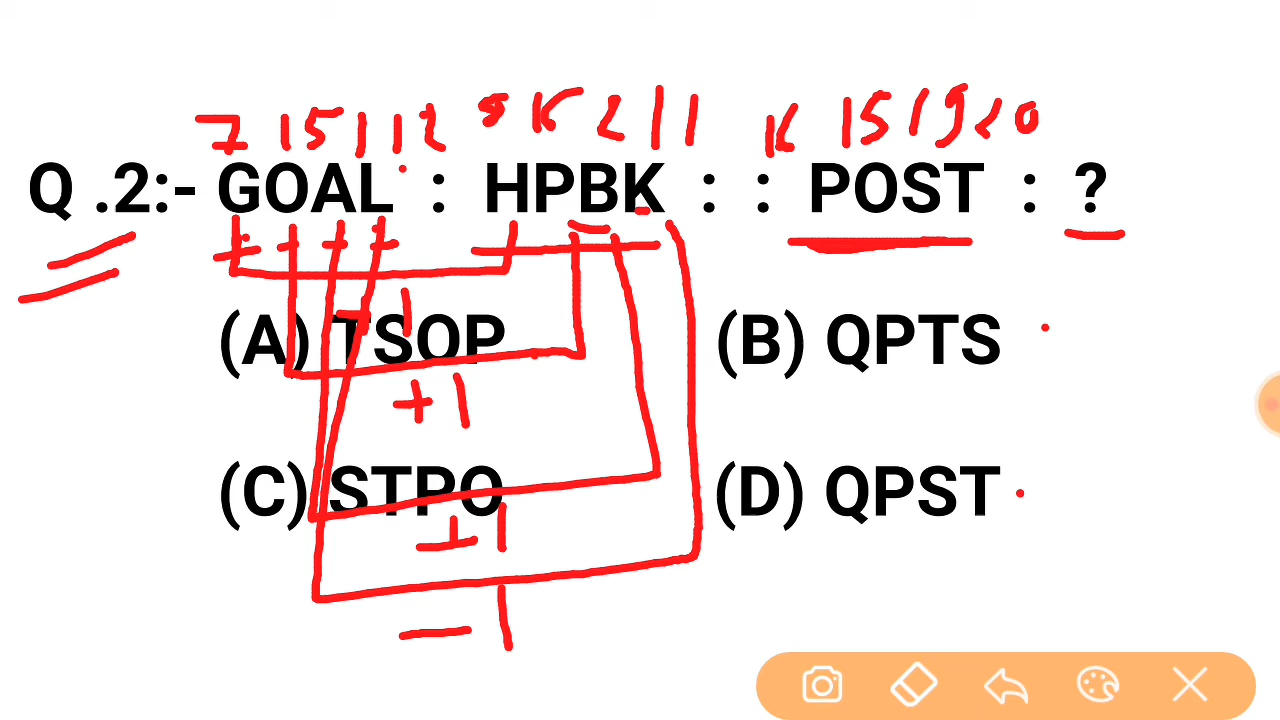 7 15 1 12 8 16 2 11 16 15 19 20
Q .2:- GOAL : HPBK : : POST : ?
(A) TSOP (B) QPTS
-1
+1
(C) STPO (D) QPST
+1
-1